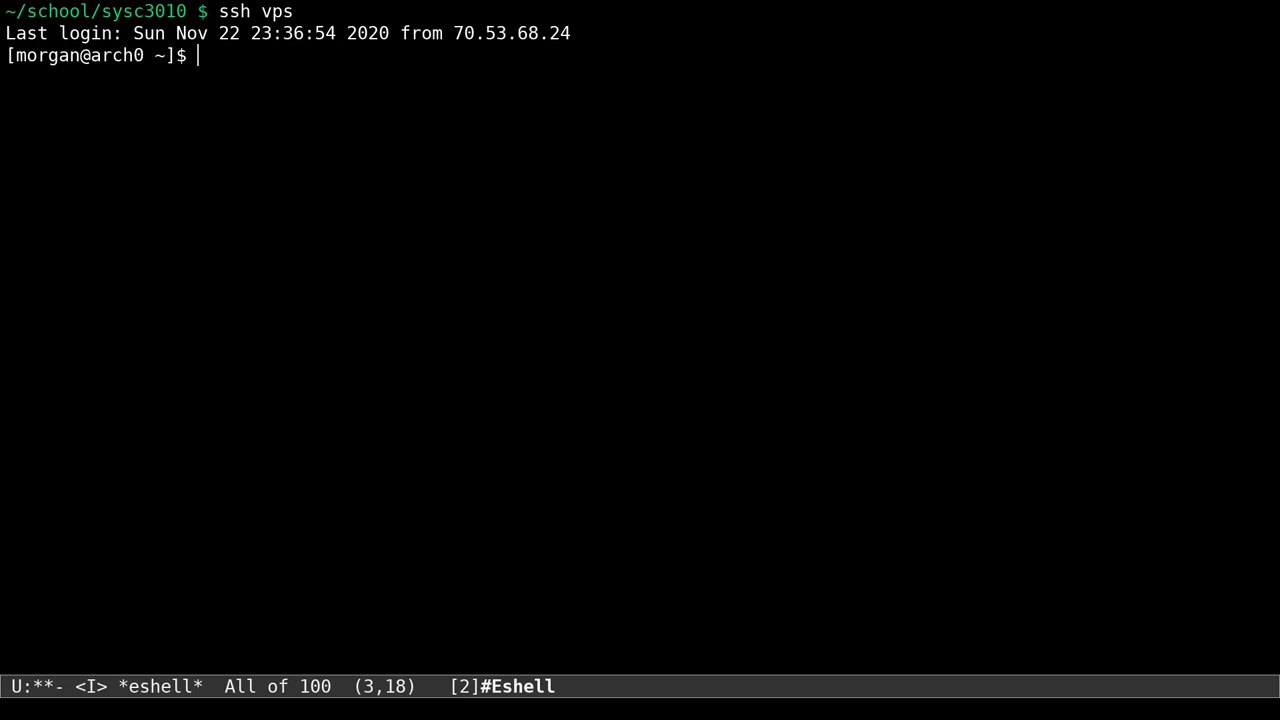 ~/school/sysc3010 $ ssh vps
Last login: Sun Nov 22 23:36:54 2020 from 70.53.68.24
[morgan@arch0 ~]$
U:**- <I> *eshell* All of 100 (3,18) [2]#Eshell